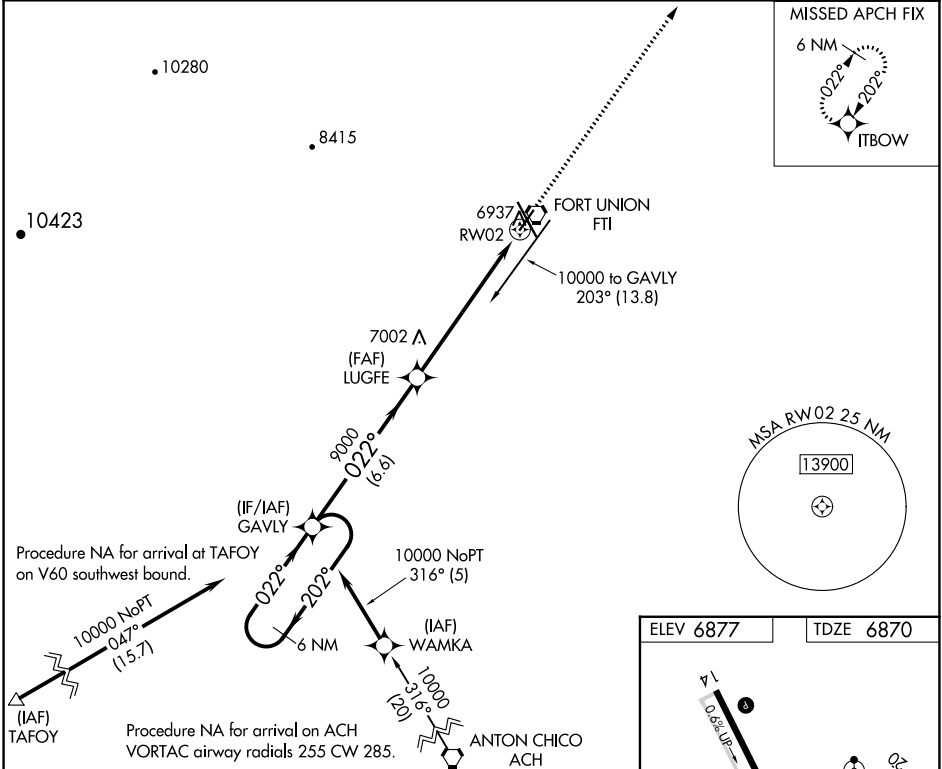 MISSED APCH FIX
6 NM
022°
202°
ITBOW
10280
8415
10423
6937
RW02
FORT UNION
FTI
10000 to GAVLY
203° (13.8)
7002
(FAF)
LUGFE
9000
022°
(6.6)
MSA RW02 25 NM
13900
(IF/IAF)
GAVLY
Procedure NA for arrival at TAFOY
on V60 southwest bound.
10000 NoPT
316° (5)
022°
202°
6 NM
10000 NoPT
047°
(15.7)
(IAF)
WAMKA
10000
316°
(20)
(IAF)
TAFOY
Procedure NA for arrival on ACH
VORTAC airway radials 255 CW 285.
ANTON CHICO
ACH
ELEV 6877
TDZE 6870
14
P
0.6% UP
20